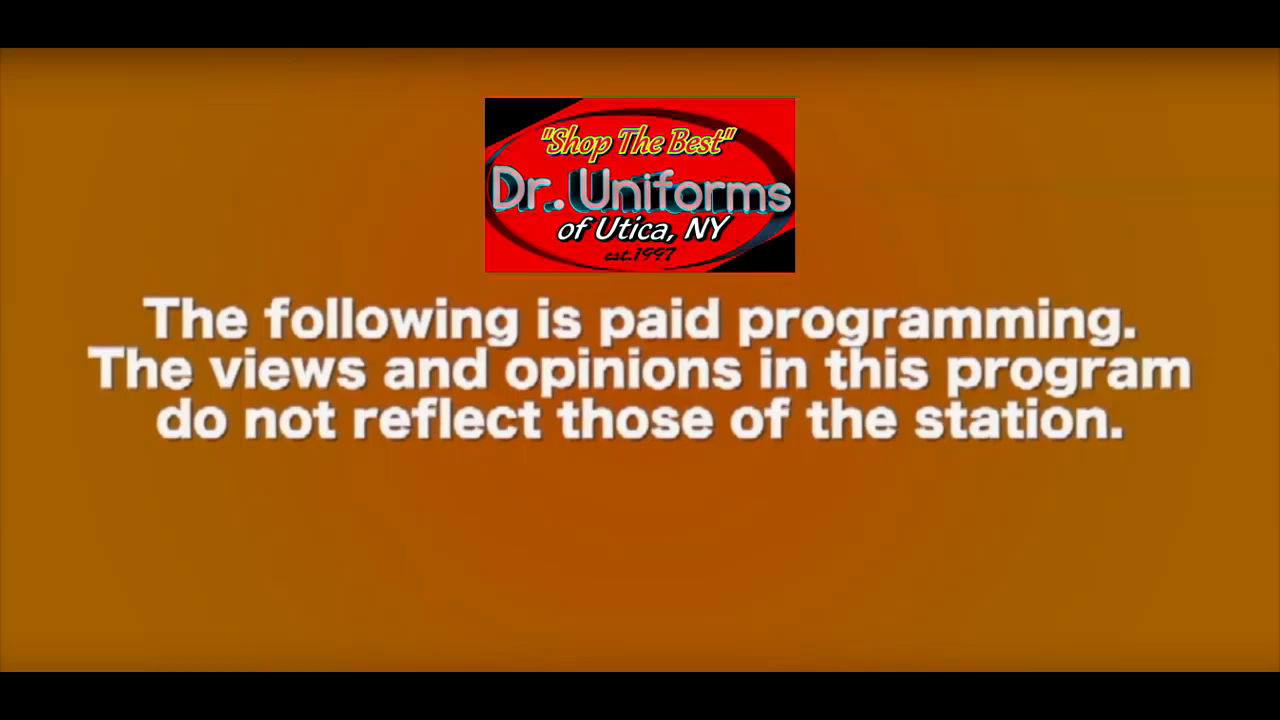 "Shop The Best"
Dr. Uniforms
of Utica, NY
est.1997
The following is paid programming.
The views and opinions in this program
do not reflect those of the station.